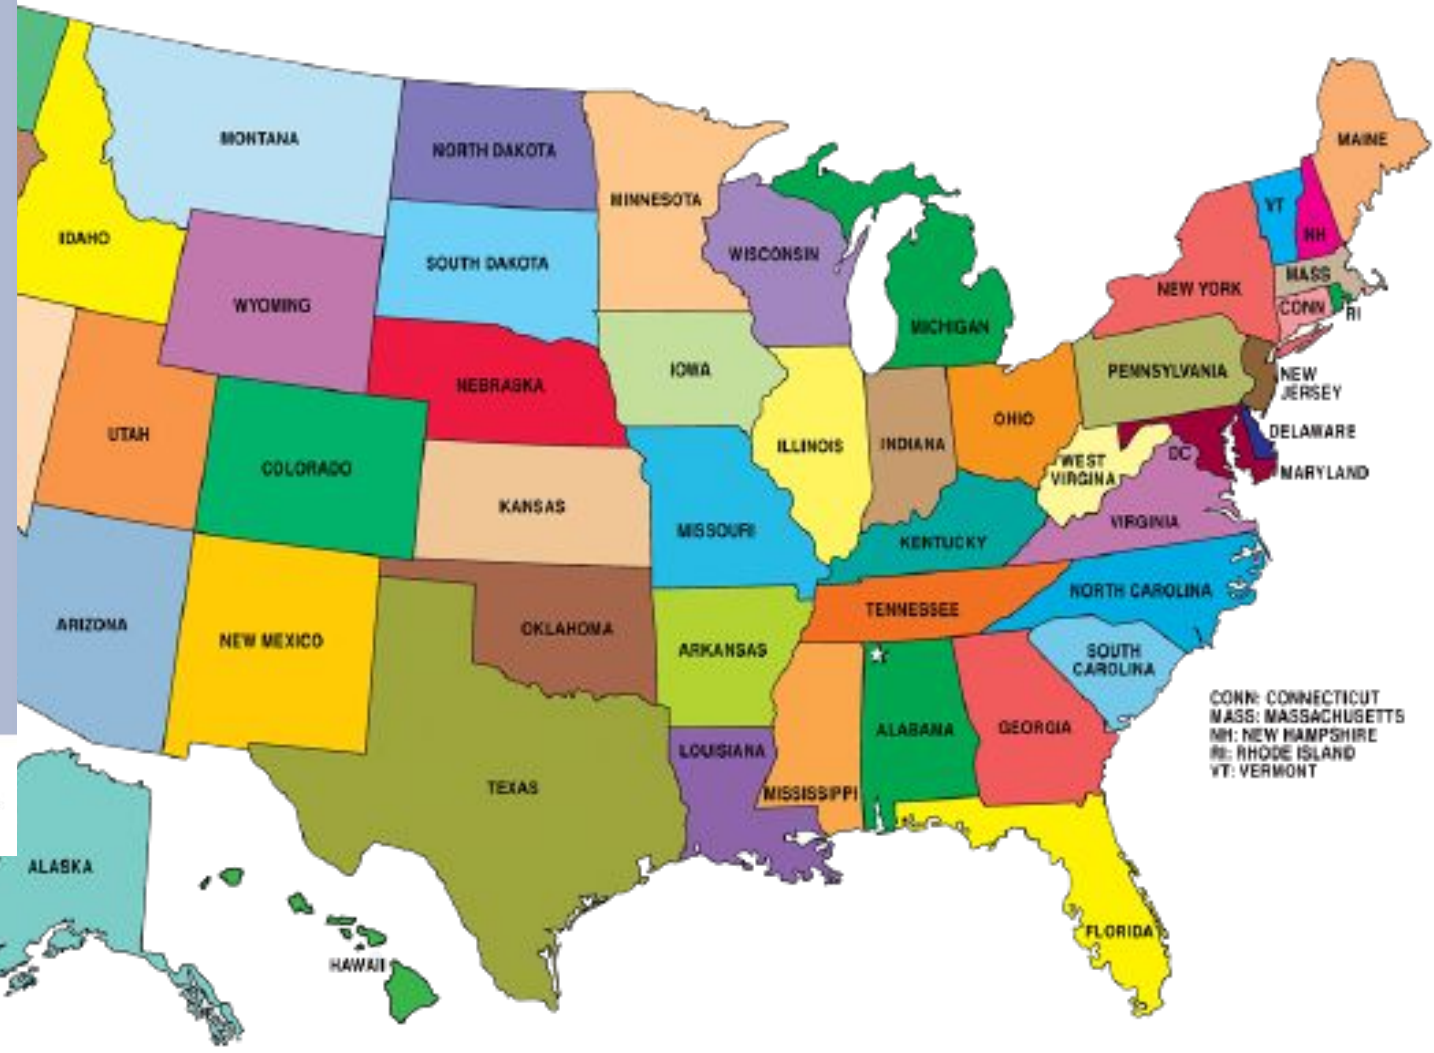 MAINE
MONTANA
NORTH DAKOTA
MINNESOTA
VT
NH
IDAHO
WISCONSIN
SOUTH DAKOTA
MASS
NEW YORK
WYOMING
CONN
RI
MICHIGAN
IOWA
PENNSYLVANIA
NEW
JERSEY
NEBRASKA
OHIO
UTAH
DELAWARE
ILLINOIS
INDIANA
DC
COLORADO
WEST
VIRGINA
MARYLAND
KANSAS
VIRGINIA
MISSOURI
KENTUCKY
NORTH CAROLINA
TENNESSEE
ARIZONA
OKLAHOMA
NEW MEXICO
ARKANSAS
SOUTH
CAROLINA
CONN: CONNECTICUT
MASS: MASSACHUSETTS
NH: NEW HAMPSHIRE
RI: RHODE ISLAND
VT: VERMONT
ALABAMA
GEORGIA
LOUISIANA
TEXAS
MISSISSIPPI
ALASKA
FLORIDA
HAWAII